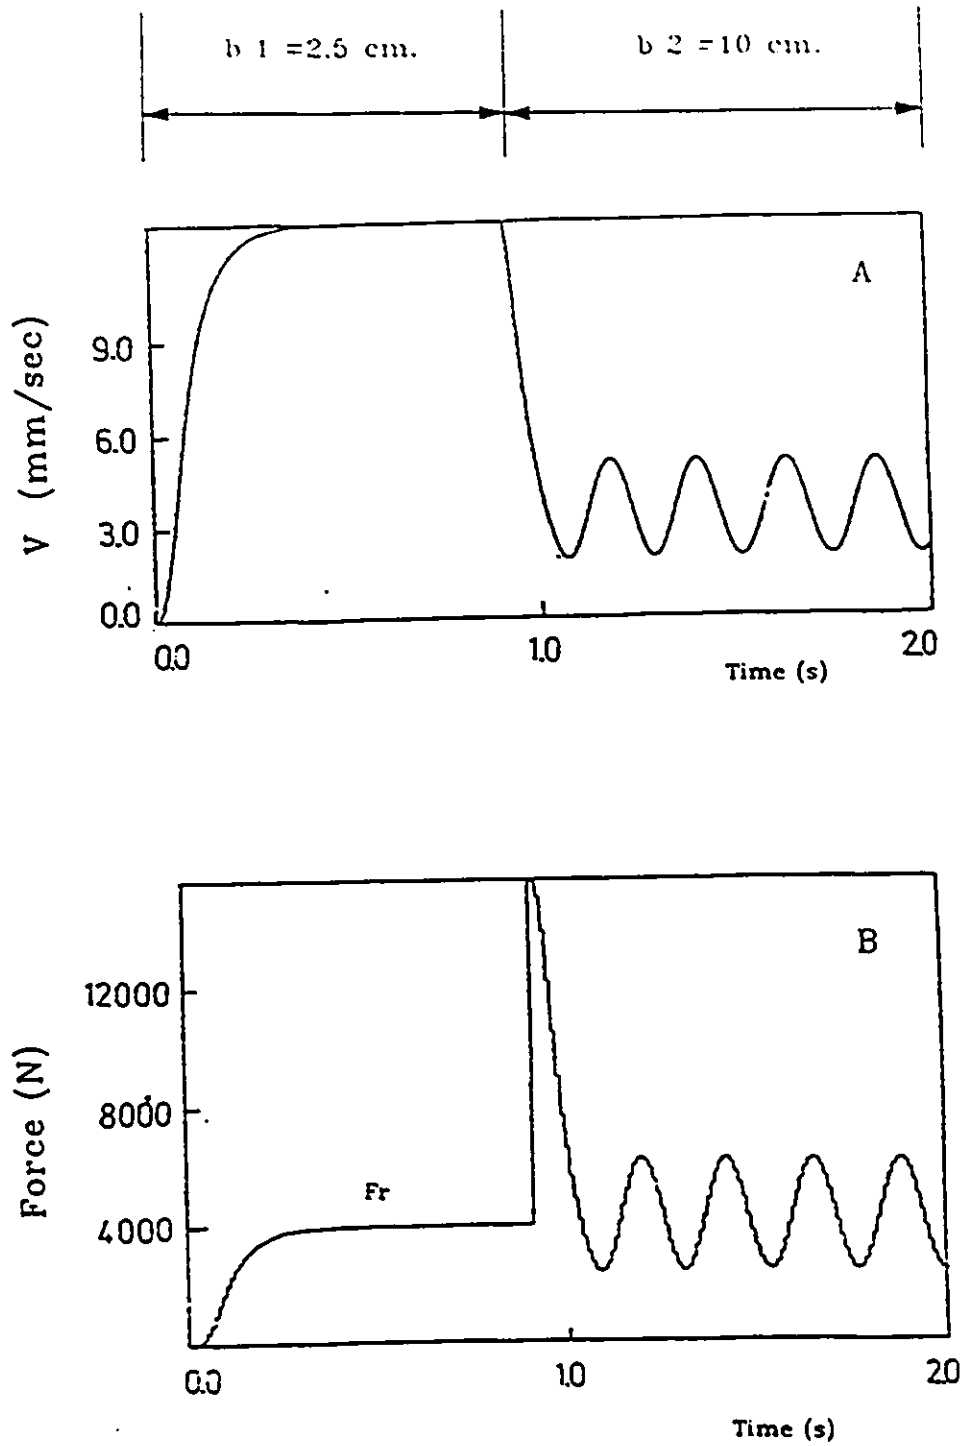 b 1 =2.5 cm. b 2 =10 cm.
A
V (mm/sec)
9.0
6.0
3.0
0.0
0.0 1.0 2.0
Time (s)
B
Force (N)
12000
8000
4000
Fr
0.0 1.0 2.0
Time (s)